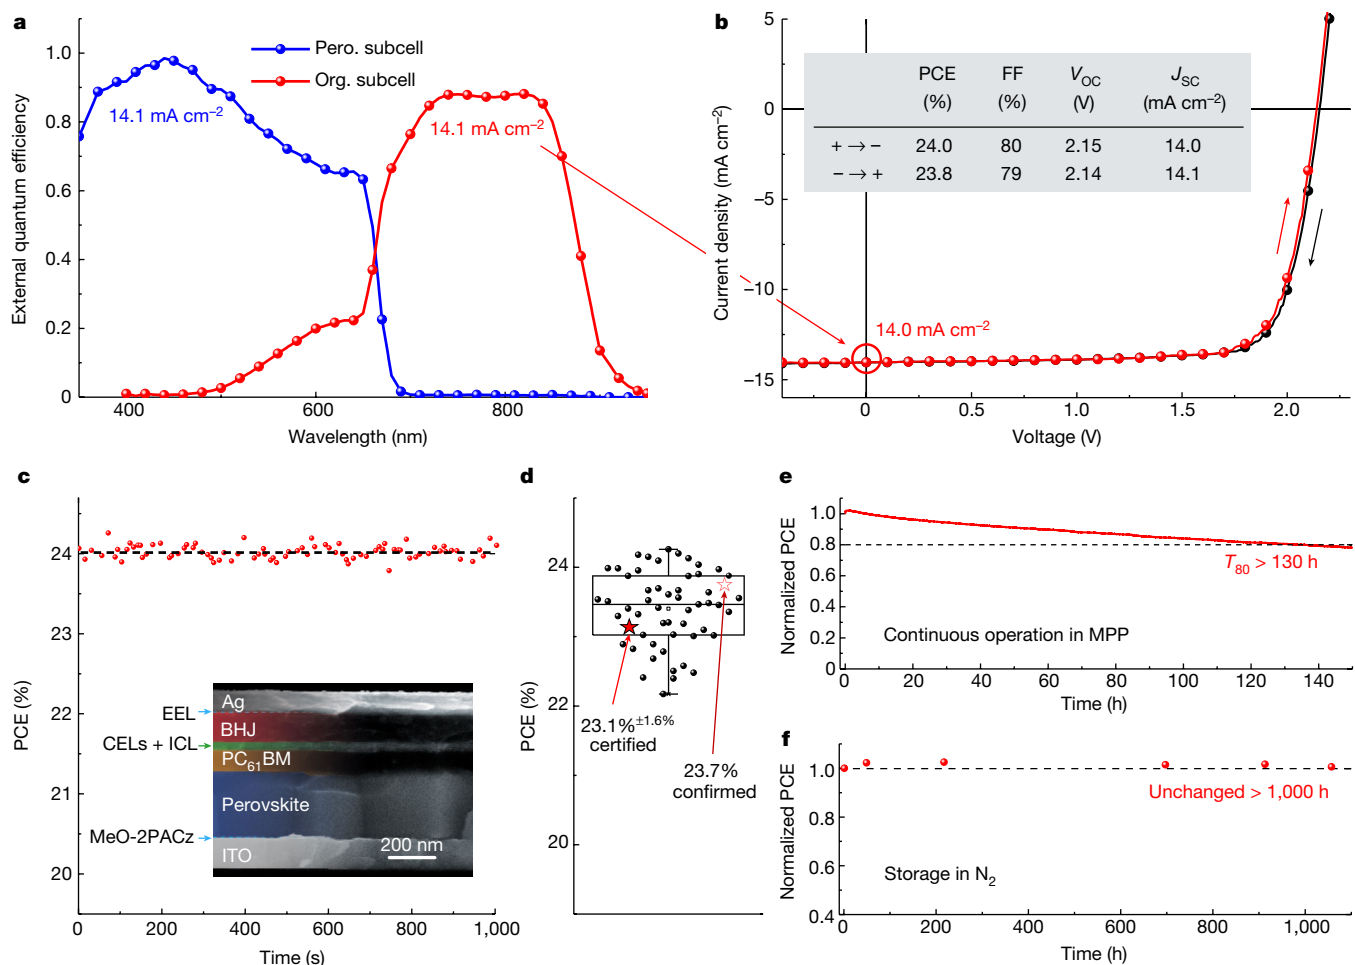 a
External quantum efficiency
1.0
0.8
0.6
0.4
0.2
0
Pero. subcell
Org. subcell
14.1 mA cm⁻²
14.1 mA cm⁻²
400
600
800
Wavelength (nm)
b
Current density (mA cm⁻²)
5
0
−5
−10
−15
PCE FF V_OC J_SC
(%) (%) (V) (mA cm⁻²)
+ → − 24.0 80 2.15 14.0
− → + 23.8 79 2.14 14.1
14.0 mA cm⁻²
0
0.5
1.0
1.5
2.0
Voltage (V)
c
PCE (%)
24
23
22
21
20
Ag
EEL
BHJ
CELs + ICL
PC₆₁BM
Perovskite
MeO-2PACz
ITO
200 nm
0
200
400
600
800
1,000
Time (s)
d
PCE (%)
24
22
20
23.1%±1.6%
certified
23.7%
confirmed
e
Normalized PCE
1.0
0.8
0.6
0.4
0.2
0
T₈₀ > 130 h
Continuous operation in MPP
0
20
40
60
80
100
120
140
Time (h)
f
Normalized PCE
1.0
0.8
0.6
0.4
Unchanged > 1,000 h
Storage in N₂
0
200
400
600
800
1,000
Time (h)